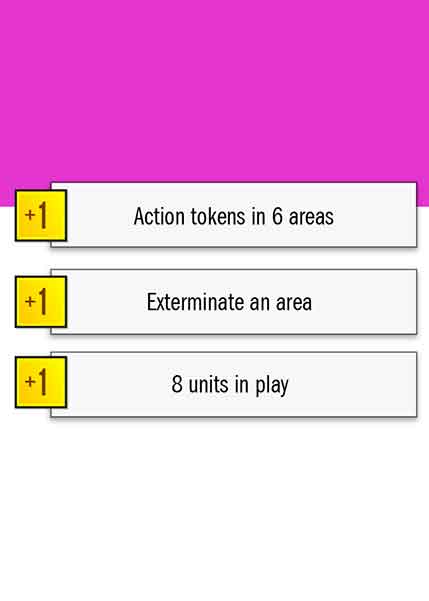 +1 Action tokens in 6 areas
+1 Exterminate an area
+1 8 units in play